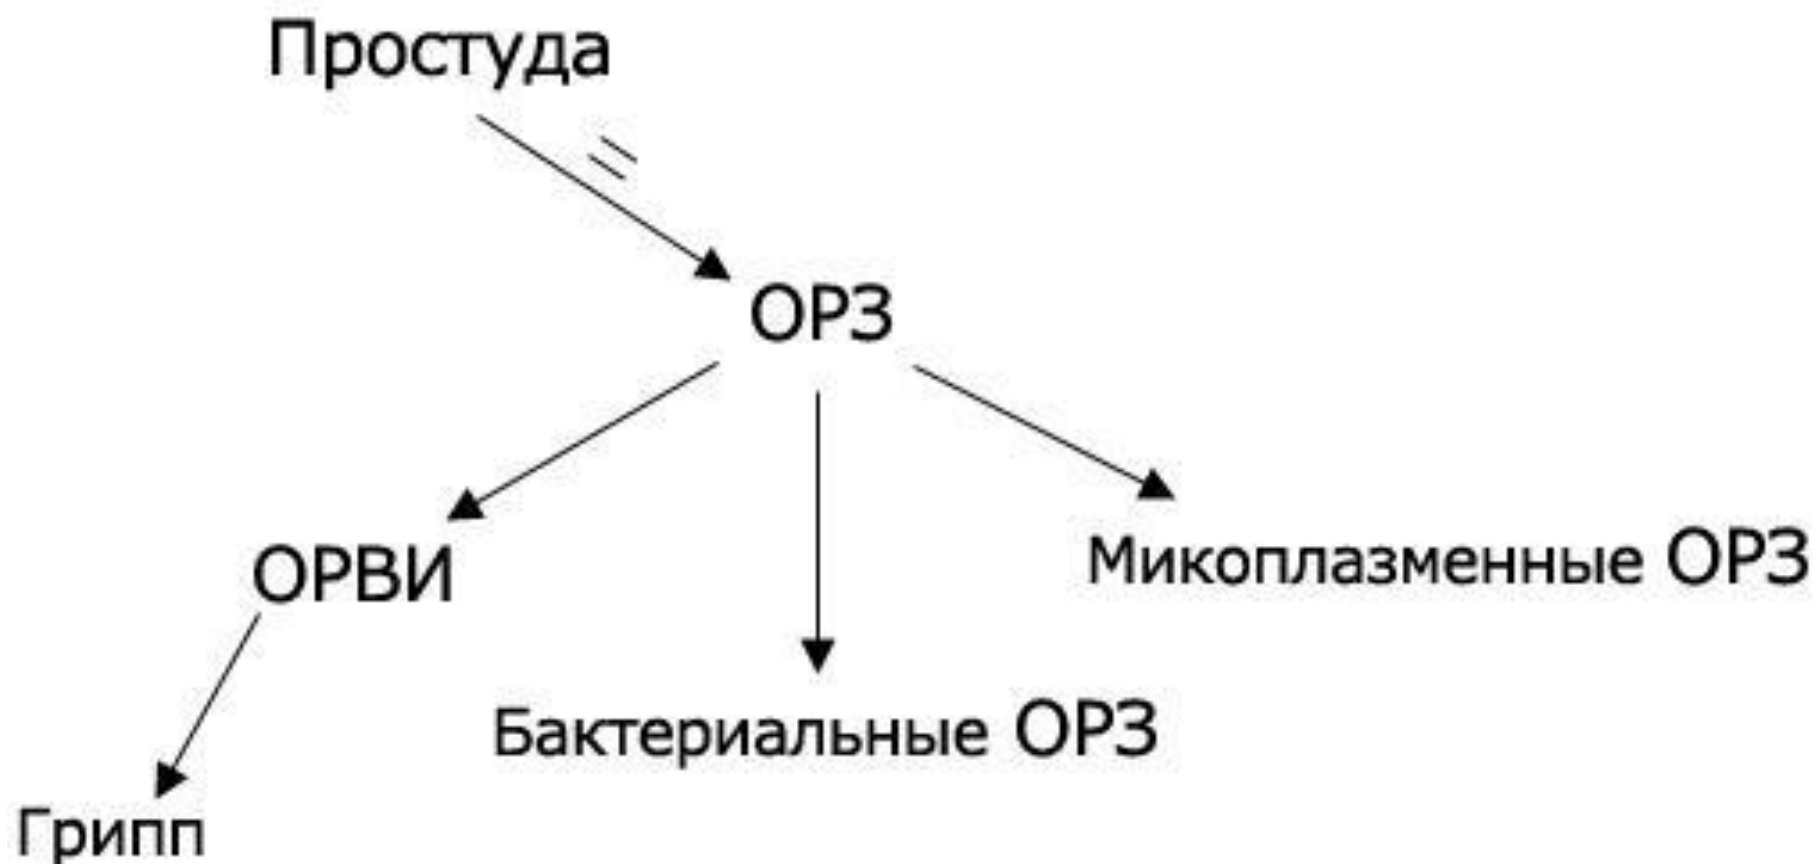 Простуда
ОРЗ
ОРВИ
Микоплазменные ОРЗ
Бактериальные ОРЗ
Грипп